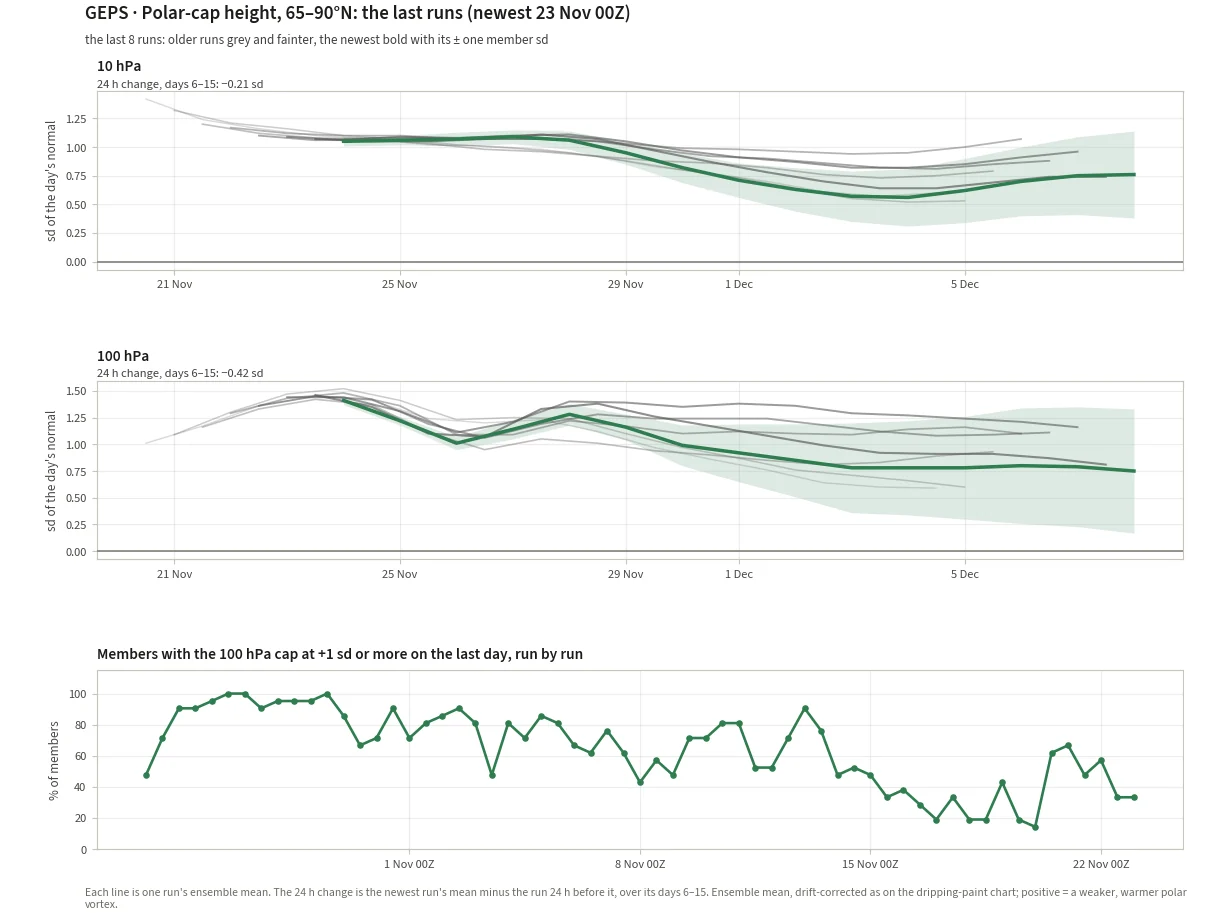 GEPS · Polar-cap height, 65–90°N: the last runs (newest 23 Nov 00Z)
the last 8 runs: older runs grey and fainter, the newest bold with its ± one member sd
10 hPa
24 h change, days 6–15: −0.21 sd
sd of the day's normal
1.25
1.00
0.75
0.50
0.25
0.00
21 Nov 25 Nov 29 Nov 1 Dec 5 Dec
100 hPa
24 h change, days 6–15: −0.42 sd
sd of the day's normal
1.50
1.25
1.00
0.75
0.50
0.25
0.00
21 Nov 25 Nov 29 Nov 1 Dec 5 Dec
Members with the 100 hPa cap at +1 sd or more on the last day, run by run
% of members
100
80
60
40
20
0
1 Nov 00Z 8 Nov 00Z 15 Nov 00Z 22 Nov 00Z
Each line is one run's ensemble mean. The 24 h change is the newest run's mean minus the run 24 h before it, over its days 6–15. Ensemble mean, drift-corrected as on the dripping-paint chart; positive = a weaker, warmer polar
vortex.